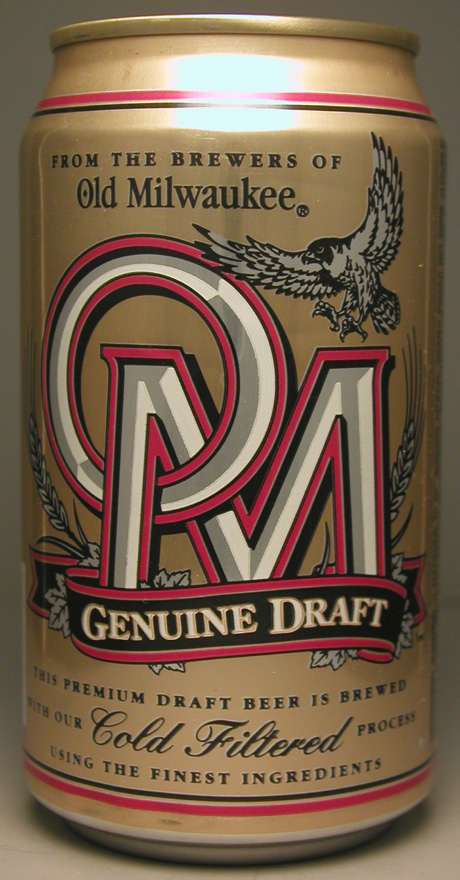 FROM THE BREWERS OF
Old Milwaukee®
OM
GENUINE DRAFT
THIS PREMIUM DRAFT BEER IS BREWED
WITH OUR Cold Filtered PROCESS
USING THE FINEST INGREDIENTS